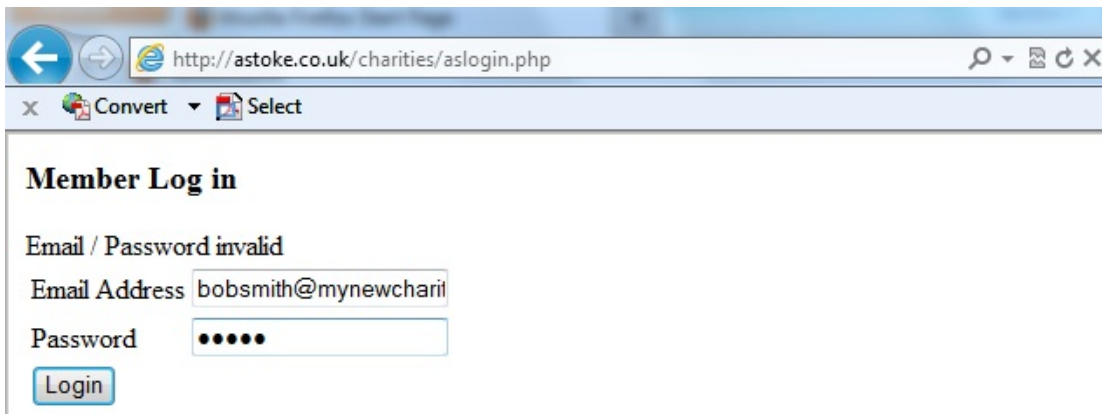 http://astoke.co.uk/charities/aslogin.php
x Convert Select
Member Log in
Email / Password invalid
Email Address bobsmith@mynewcharit
Password •••••
Login